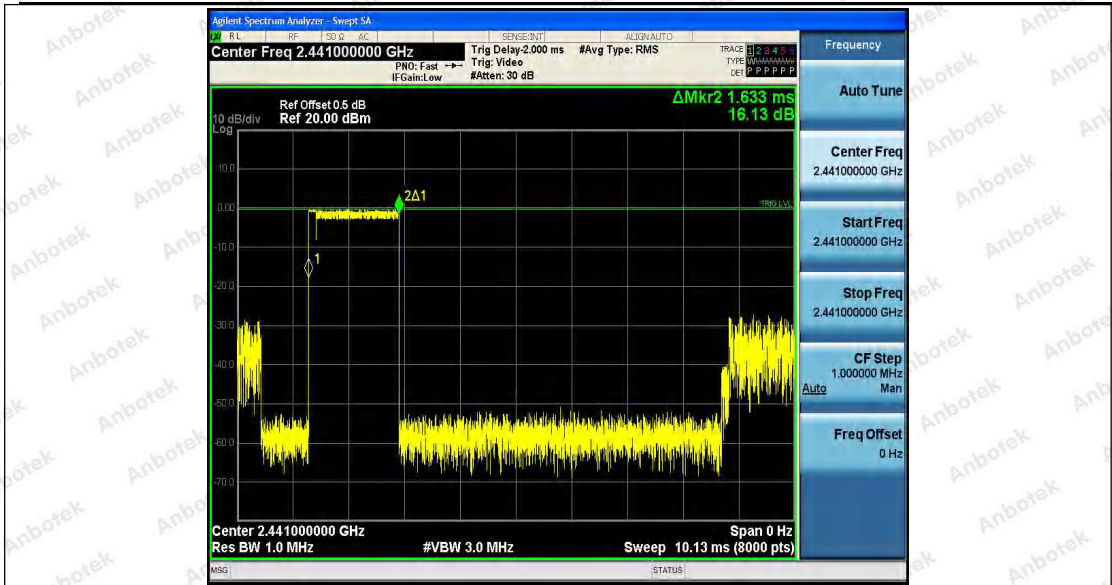 Agilent Spectrum Analyzer - Swept SA
RL RF 50 Ω AC SENSE:INT ALIGNAUTO
Center Freq 2.441000000 GHz
PNO: Fast
IFGain:Low
Trig Delay-2.000 ms
Trig: Video
#Atten: 30 dB
#Avg Type: RMS
TRACE 1 2 3 4 5 6
TYPE
DET P P P P P P
ΔMkr2 1.633 ms
16.13 dB
Ref Offset 0.5 dB
10 dB/div Ref 20.00 dBm
Log
10.0
0.00
-10.0
-20.0
-30.0
-40.0
-50.0
-60.0
-70.0
2Δ1
1
TRIG LVL
Center 2.441000000 GHz Span 0 Hz
Res BW 1.0 MHz #VBW 3.0 MHz Sweep 10.13 ms (8000 pts)
MSG STATUS
Frequency
Auto Tune
Center Freq
2.441000000 GHz
Start Freq
2.441000000 GHz
Stop Freq
2.441000000 GHz
CF Step
1.000000 MHz
Auto Man
Freq Offset
0 Hz
Anbotek